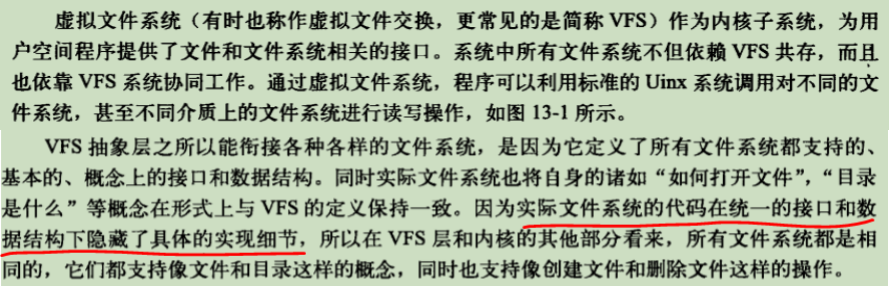 虚拟文件系统（有时也称作虚拟文件交换，更常见的是简称 VFS）作为内核子系统，为用
户空间程序提供了文件和文件系统相关的接口。系统中所有文件系统不但依赖 VFS 共存，而且
也依靠 VFS 系统协同工作。通过虚拟文件系统，程序可以利用标准的 Uinx 系统调用对不同的文
件系统，甚至不同介质上的文件系统进行读写操作，如图 13-1 所示。
VFS 抽象层之所以能衔接各种各样的文件系统，是因为它定义了所有文件系统都支持的、
基本的、概念上的接口和数据结构。同时实际文件系统也将自身的诸如“如何打开文件”，“目录
是什么”等概念在形式上与 VFS 的定义保持一致。因为实际文件系统的代码在统一的接口和数
据结构下隐藏了具体的实现细节，所以在 VFS 层和内核的其他部分看来，所有文件系统都是相
同的，它们都支持像文件和目录这样的概念，同时也支持像创建文件和删除文件这样的操作。